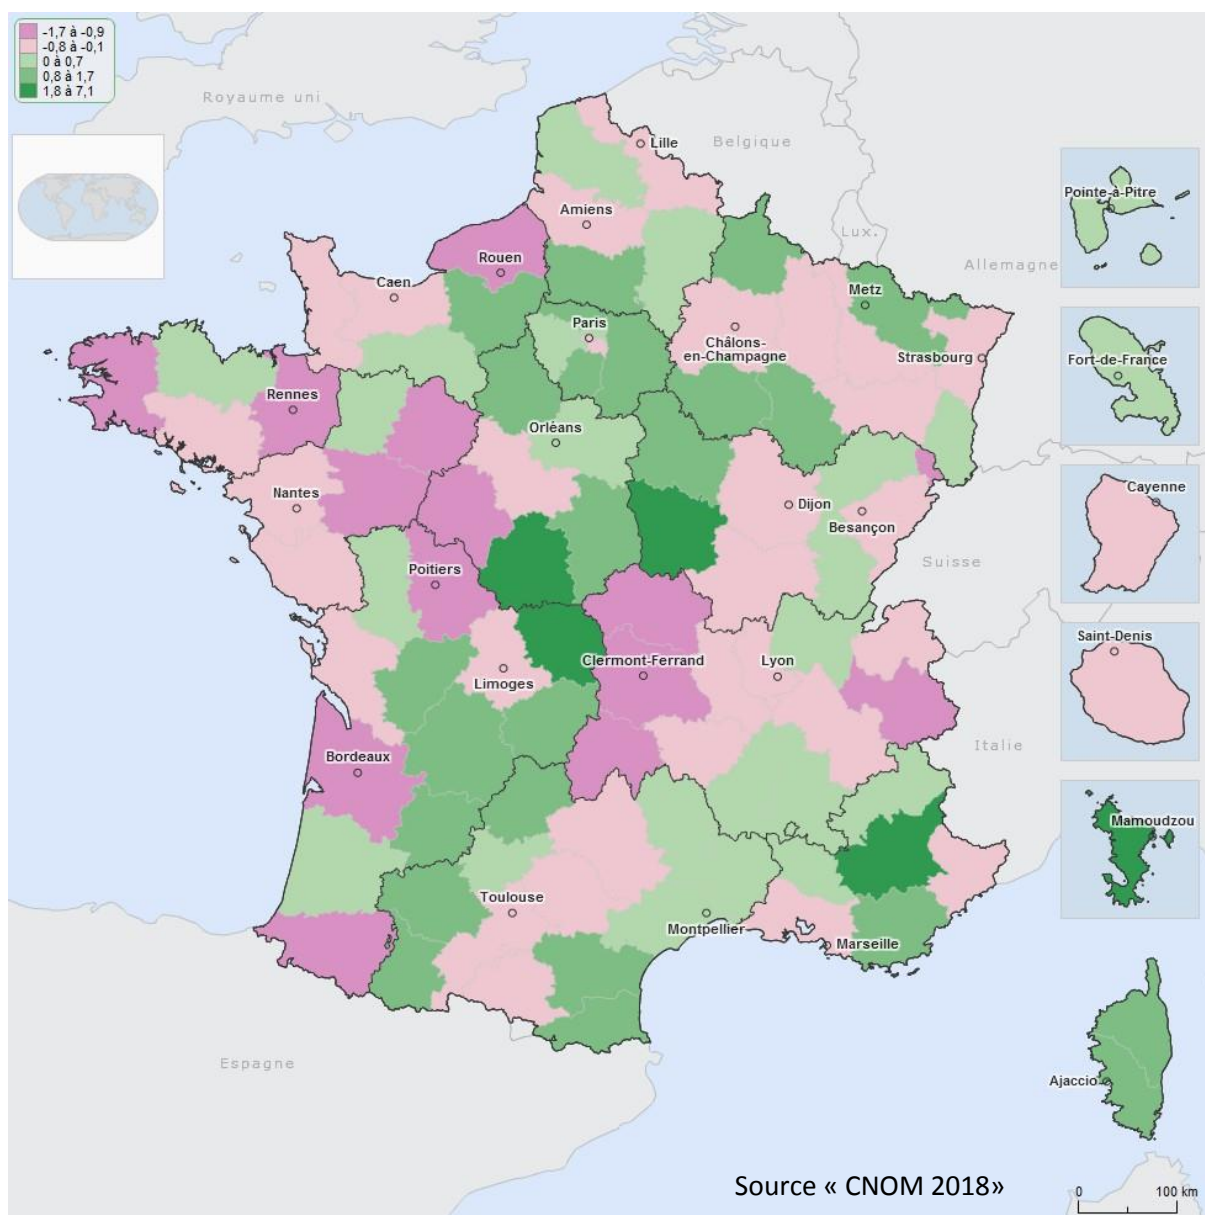 -1,7 à -0,9
-0,8 à -0,1
0 à 0,7
0,8 à 1,7
1,8 à 7,1
Royaume uni
Belgique
Lille
Pointe-à-Pitre
Amiens
Lux.
Allemagne
Rouen
Caen
Metz
Paris
Châlons-
en-Champagne
Strasbourg
Fort-de-France
Rennes
Orléans
Nantes
Dijon
Besançon
Cayenne
Suisse
Poitiers
Saint-Denis
Clermont-Ferrand
Lyon
Limoges
Italie
Bordeaux
Mamoudzou
Toulouse
Montpellier
Marseille
Espagne
Ajaccio
Source « CNOM 2018»
0 100 km